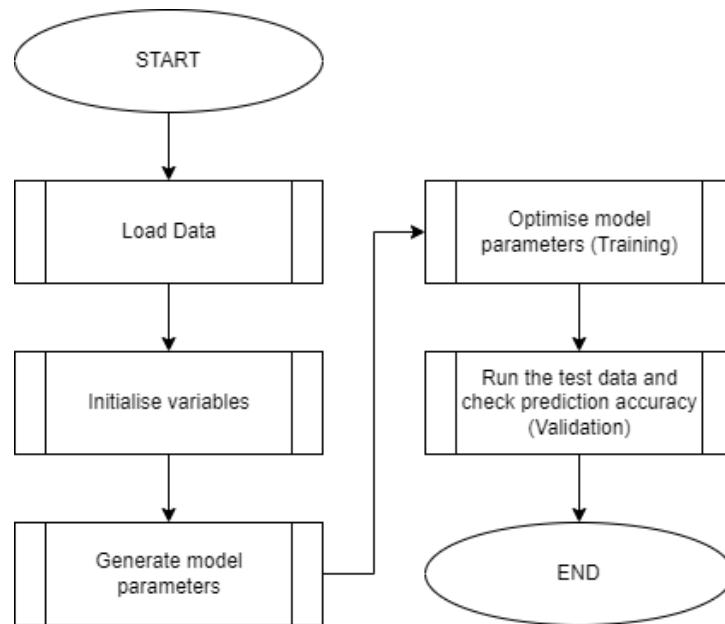 START
Load Data
Initialise variables
Generate model
parameters
Optimise model
parameters (Training)
Run the test data and
check prediction accuracy
(Validation)
END